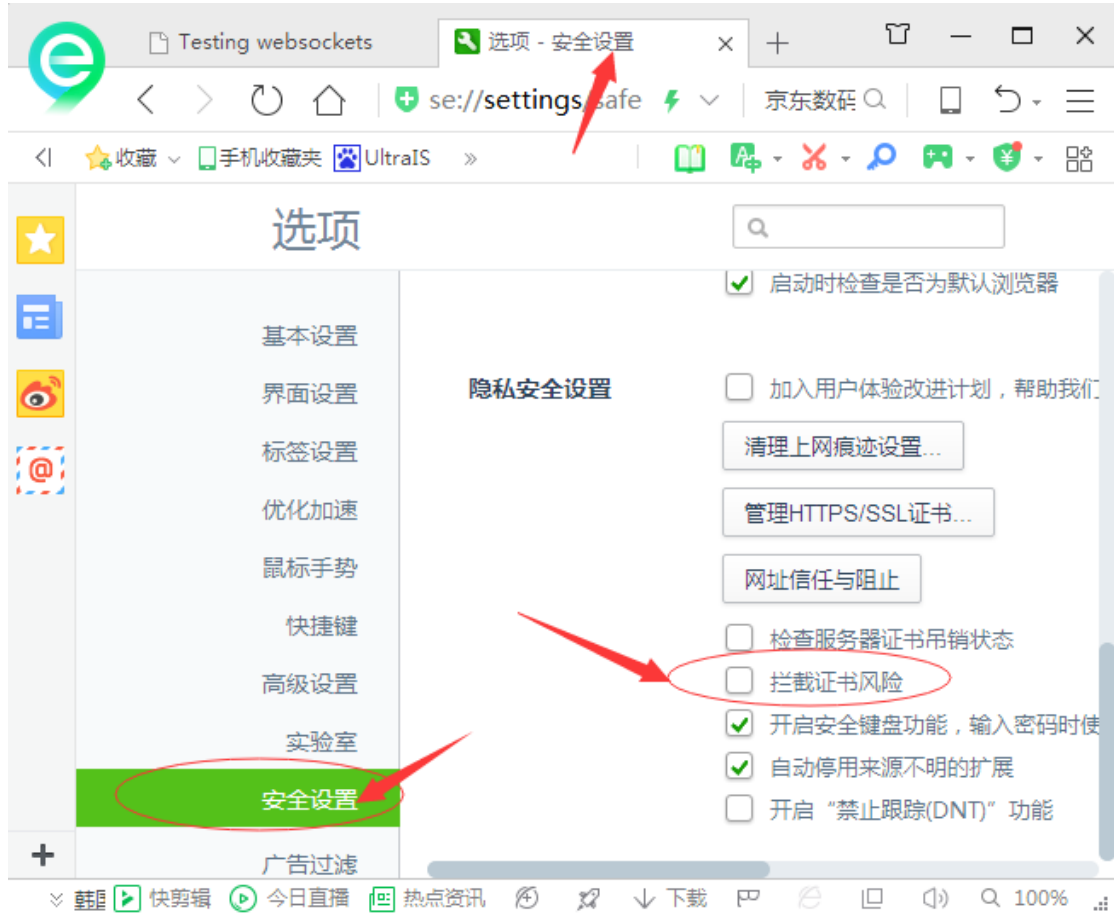 Testing websockets
选项 - 安全设置
se://settings/safe
京东数码
收藏
手机收藏夹
UltraIS
选项
启动时检查是否为默认浏览器
基本设置
界面设置
隐私安全设置
加入用户体验改进计划，帮助我们
标签设置
清理上网痕迹设置...
优化加速
管理HTTPS/SSL证书...
鼠标手势
网址信任与阻止
快捷键
检查服务器证书吊销状态
高级设置
拦截证书风险
开启安全键盘功能，输入密码时使
实验室
自动停用来源不明的扩展
安全设置
开启“禁止跟踪(DNT)”功能
广告过滤
韩国
快剪辑
今日直播
热点资讯
下载
100%